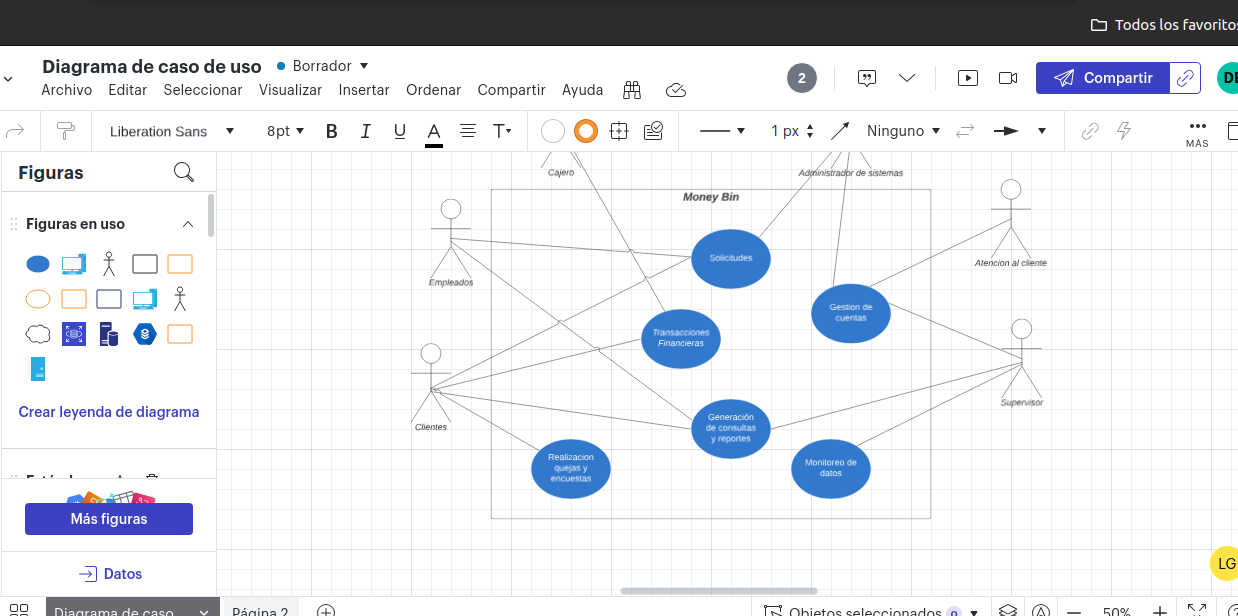 Todos los favoritos
Diagrama de caso de uso
Borrador
2
Compartir
DE
Archivo Editar Seleccionar Visualizar Insertar Ordenar Compartir Ayuda
Liberation Sans
8pt
B I U A T
1 px
Ninguno
MÁS
Figuras
Figuras en uso
Crear leyenda de diagrama
Más figuras
Datos
Cajero
Administrador de sistemas
Money Bin
Solicitudes
Empleados
Atencion al cliente
Gestion de
cuentas
Transacciones
Financieras
Clientes
Supervisor
Generación
de consultas
y reportes
Realizacion
quejas y
encuestas
Monitoreo de
datos
LG
Diagrama de caso
Página 2
Objetos seleccionados
0
50%